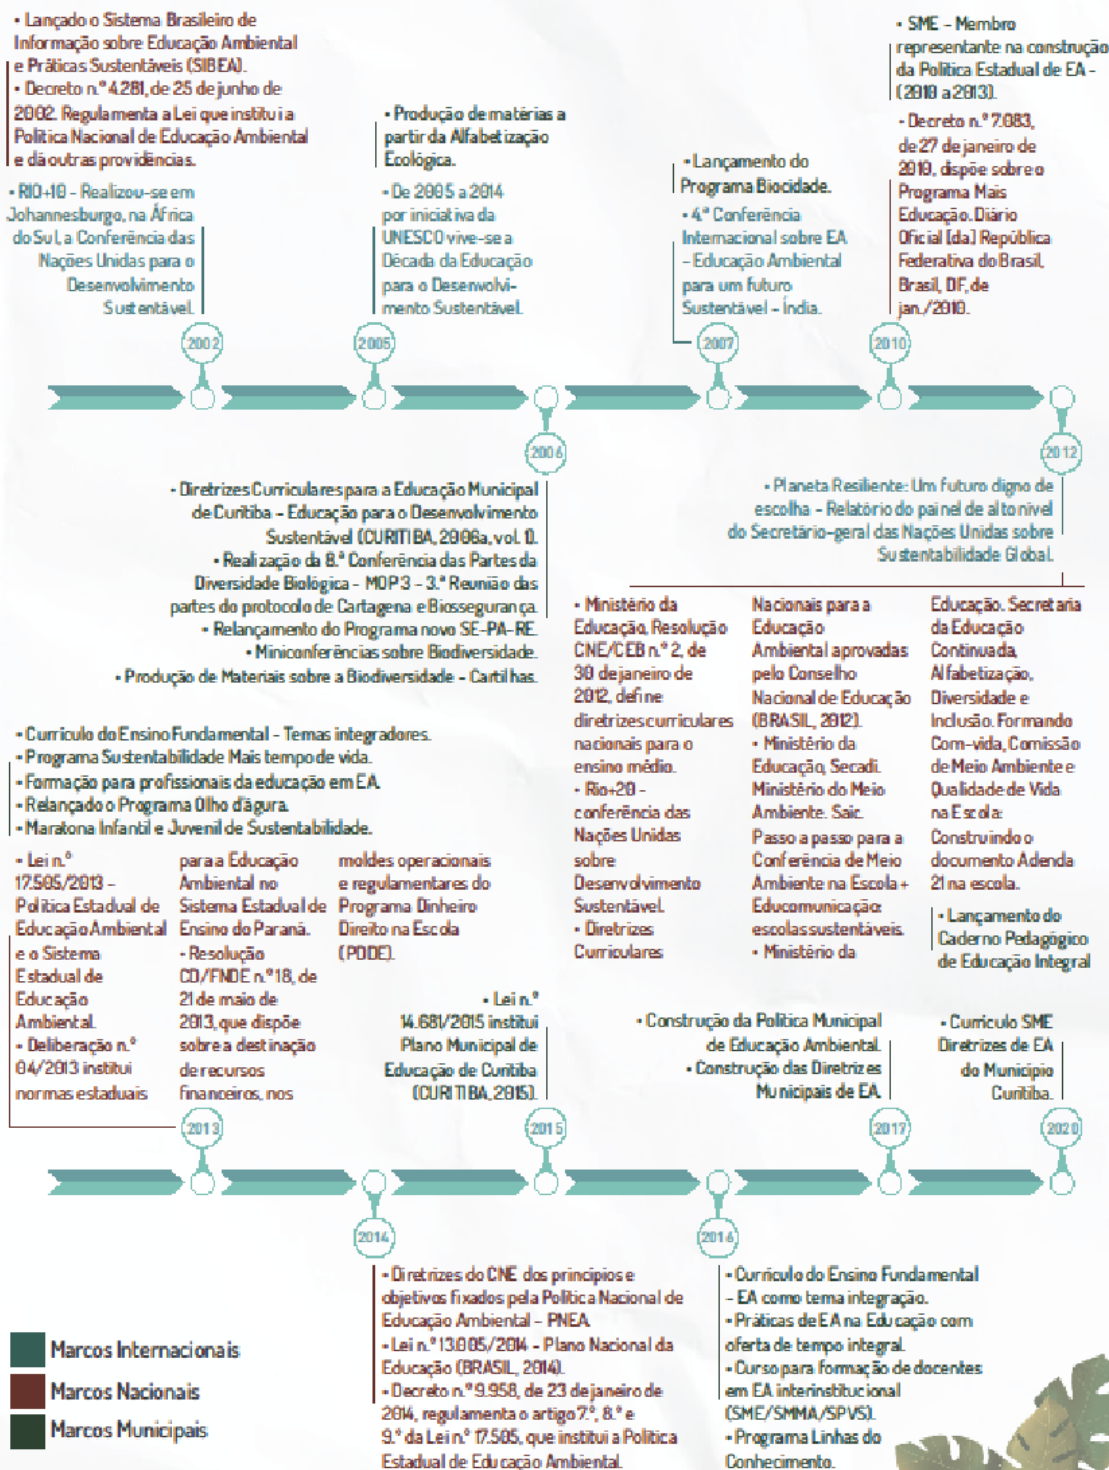 • Lançado o Sistema Brasileiro de
Informação sobre Educação Ambiental
e Práticas Sustentáveis (SIBEA).
• Decreto n.º 4.281, de 25 de junho de
2002. Regulamenta a Lei que institui a
Política Nacional de Educação Ambiental
e dá outras providências.
• RIO+10 - Realizou-se em
Johannesburgo, na África
do Sul, a Conferência das
Nações Unidas para o
Desenvolvimento
Sustentável.
2002
• Produção de matérias a
partir da Alfabetização
Ecológica.
• De 2005 a 2014
por iniciativa da
UNESCO vive-se a
Década da Educação
para o Desenvolvi-
mento Sustentável.
2005
• Lançamento do
Programa Biocidade.
• 4.ª Conferência
Internacional sobre EA
– Educação Ambiental
para um futuro
Sustentável – Índia.
2007
• SME – Membro
representante na construção
da Política Estadual de EA –
(2010 a 2013).
• Decreto n.º 7.083,
de 27 de janeiro de
2010, dispõe sobre o
Programa Mais
Educação. Diário
Oficial [da] República
Federativa do Brasil,
Brasil, DF, de
jan./2010.
2010
2006
• Diretrizes Curriculares para a Educação Municipal
de Curitiba – Educação para o Desenvolvimento
Sustentável (CURITIBA, 2006a, vol. 1).
• Realização da 8.ª Conferência das Partes da
Diversidade Biológica – MOP3 – 3.ª Reunião das
partes do protocolo de Cartagena e Biossegurança.
• Relançamento do Programa novo SE-PA-RE.
• Miniconferências sobre Biodiversidade.
• Produção de Materiais sobre a Biodiversidade – Cartilhas.
2012
• Planeta Resiliente: Um futuro digno de
escolha – Relatório do painel de alto nível
do Secretário-geral das Nações Unidas sobre
Sustentabilidade Global.
• Ministério da
Educação, Resolução
CNE/CEB n.º 2, de
30 de janeiro de
2012, define
diretrizes curriculares
nacionais para o
ensino médio.
• Rio+20 –
conferência das
Nações Unidas
sobre
Desenvolvimento
Sustentável.
• Diretrizes
Curriculares
Nacionais para a
Educação
Ambiental aprovadas
pelo Conselho
Nacional de Educação
(BRASIL, 2012).
• Ministério da
Educação, Secadi.
Ministério do Meio
Ambiente. Saic.
Passo a passo para a
Conferência de Meio
Ambiente na Escola +
Educomunicação:
escolas sustentáveis.
• Ministério da
Educação. Secretaria
da Educação
Continuada,
Alfabetização,
Diversidade e
Inclusão. Formando
Com-vida, Comissão
de Meio Ambiente e
Qualidade de Vida
na Escola:
Construindo o
documento Adenda
21 na escola.
• Lançamento do
Caderno Pedagógico
de Educação Integral
• Currículo do Ensino Fundamental – Temas integradores.
• Programa Sustentabilidade Mais tempo de vida.
• Formação para profissionais da educação em EA.
• Relançado o Programa Olho d'água.
• Maratona Infantil e Juvenil de Sustentabilidade.
• Lei n.º
17.505/2013 –
Política Estadual de
Educação Ambiental
e o Sistema
Estadual de
Educação
Ambiental.
• Deliberação n.º
04/2013 institui
normas estaduais
para a Educação
Ambiental no
Sistema Estadual de
Ensino do Paraná.
• Resolução
CD/FNDE n.º 18, de
21 de maio de
2013, que dispõe
sobre a destinação
de recursos
financeiros, nos
moldes operacionais
e regulamentares do
Programa Dinheiro
Direito na Escola
(PDDE).
2013
• Lei n.º
14.681/2015 institui
Plano Municipal de
Educação de Curitiba
(CURITIBA, 2015).
2015
• Construção da Política Municipal
de Educação Ambiental.
• Construção das Diretrizes
Municipais de EA.
2017
• Currículo SME
Diretrizes de EA
do Município
Curitiba.
2020
2014
• Diretrizes do CNE dos princípios e
objetivos fixados pela Política Nacional de
Educação Ambiental – PNEA.
• Lei n.º 13.005/2014 – Plano Nacional da
Educação (BRASIL, 2014).
• Decreto n.º 9.958, de 23 de janeiro de
2014, regulamenta o artigo 7.º, 8.º e
9.º da Lei n.º 17.505, que institui a Política
Estadual de Educação Ambiental.
2016
• Currículo do Ensino Fundamental
– EA como tema integração.
• Práticas de EA na Educação com
oferta de tempo integral.
• Curso para formação de docentes
em EA interinstitucional
(SME/SMMA/SPVS).
• Programa Linhas do
Conhecimento.
Marcos Internacionais
Marcos Nacionais
Marcos Municipais